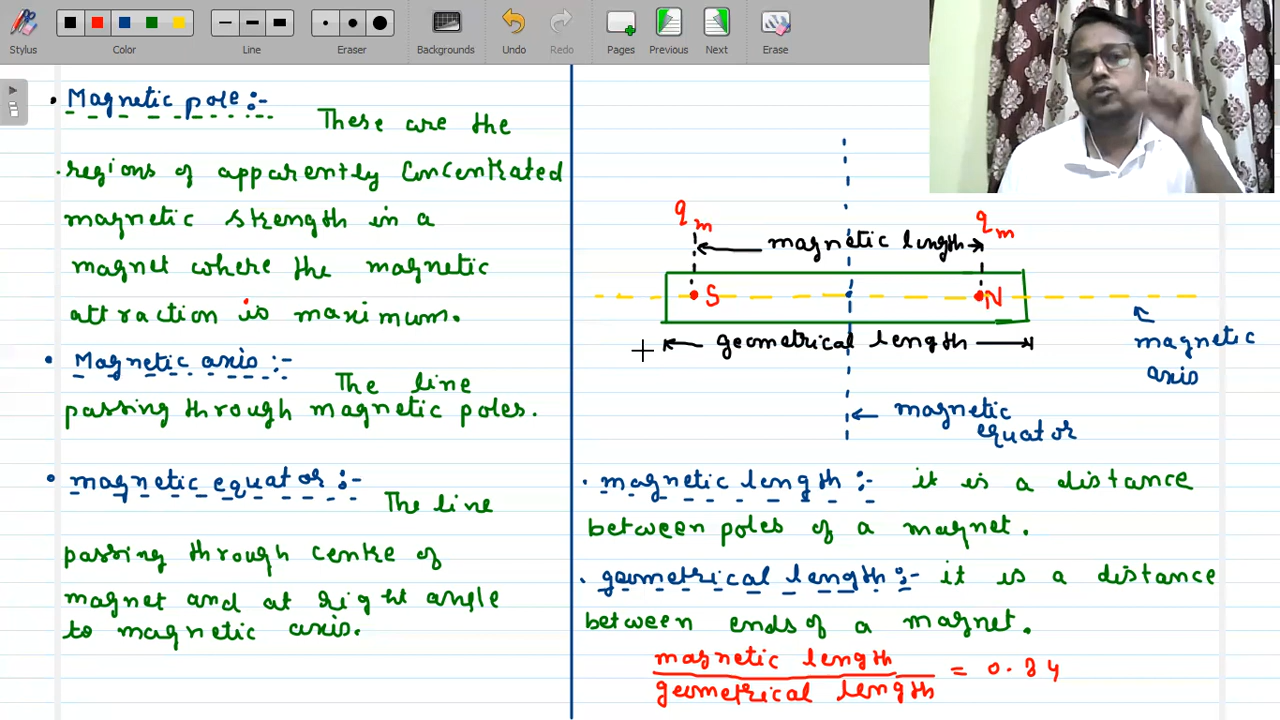 Stylus
Color
Line
Eraser
Backgrounds
Undo
Redo
Pages
Previous
Next
Erase
Magnetic pole :-
These are the
regions of apparently Concentrated
magnetic strength in a
magnet where the magnetic
attraction is maximum.
Magnetic axis :-
The line
passing through magnetic poles.
magnetic equator :-
The line
passing through centre of
magnet and at right angle
to magnetic axis.
qm
qm
magnetic length
S
N
geometrical length
magnetic
axis
magnetic
equator
magnetic length :- it is a distance
between poles of a magnet.
geometrical length :- it is a distance
between ends of a magnet.
magnetic length
geometrical length
= 0.84